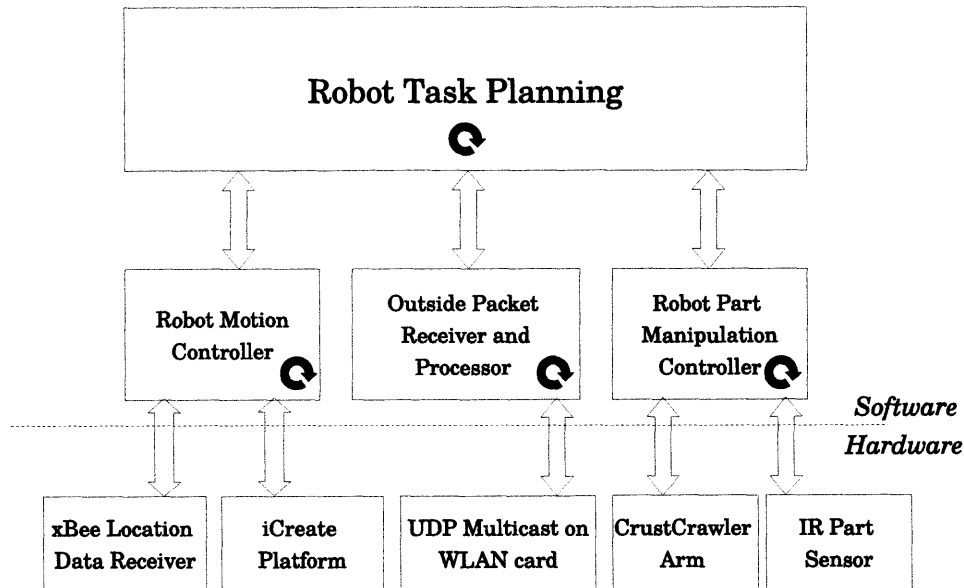 Robot Task Planning
Robot Motion
Controller
Outside Packet
Receiver and
Processor
Robot Part
Manipulation
Controller
Software
Hardware
xBee Location
Data Receiver
iCreate
Platform
UDP Multicast on
WLAN card
CrustCrawler
Arm
IR Part
Sensor